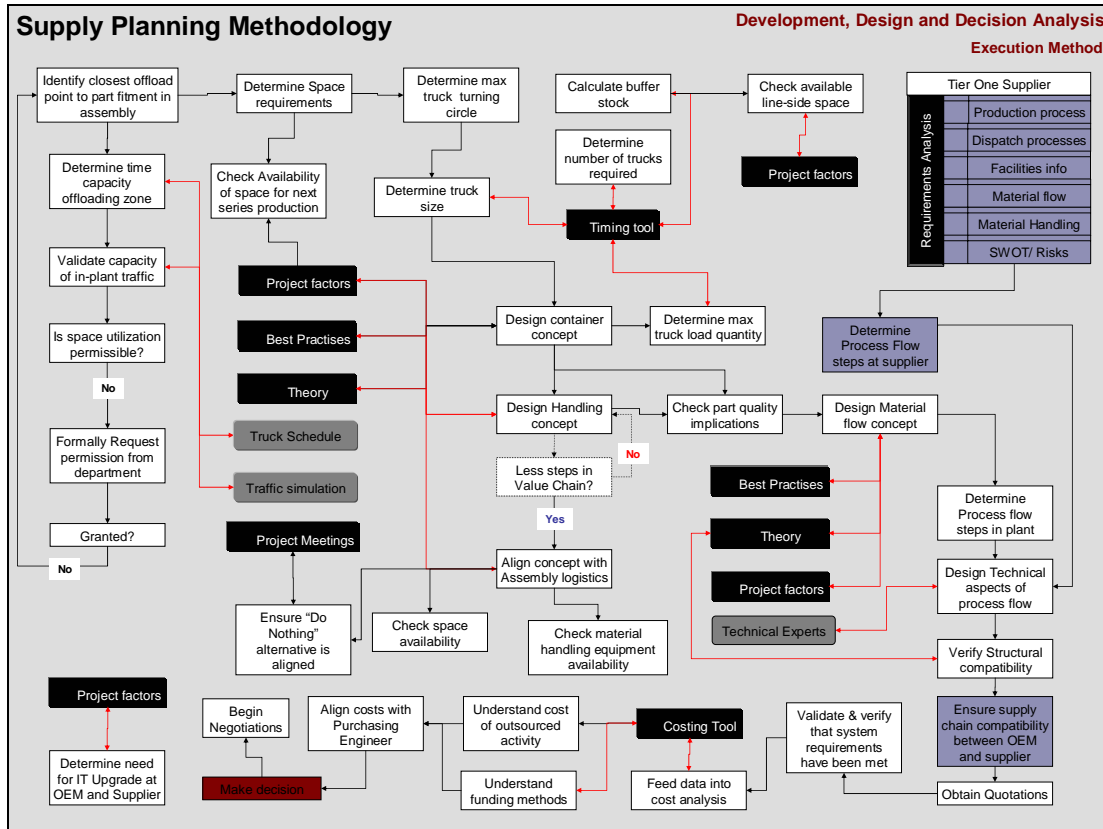 Supply Planning Methodology
Development, Design and Decision Analysis
Execution Method
Identify closest offload
point to part fitment in
assembly
Determine Space
requirements
Determine max
truck turning
circle
Calculate buffer
stock
Check available
line-side space
Tier One Supplier
Requirements Analysis
Production process
Dispatch processes
Facilities info
Material flow
Material Handling
SWOT/ Risks
Determine time
capacity
offloading zone
Check Availability
of space for next
series production
Determine truck
size
Determine
number of trucks
required
Project factors
Timing tool
Validate capacity
of in-plant traffic
Project factors
Is space utilization
permissible?
Best Practises
Design container
concept
Determine max
truck load quantity
Determine
Process Flow
steps at supplier
No
Theory
Design Handling
concept
Check part quality
implications
Design Material
flow concept
Formally Request
permission from
department
Truck Schedule
No
Less steps in
Value Chain?
Traffic simulation
Best Practises
Determine
Process flow
steps in plant
Granted?
Yes
Project Meetings
Theory
No
Align concept with
Assembly logistics
Project factors
Design Technical
aspects of
process flow
Ensure “Do
Nothing”
alternative is
aligned
Check space
availability
Check material
handling equipment
availability
Technical Experts
Verify Structural
compatibility
Project factors
Begin
Negotiations
Align costs with
Purchasing
Engineer
Understand cost
of outsourced
activity
Costing Tool
Validate & verify
that system
requirements
have been met
Ensure supply
chain compatibility
between OEM
and supplier
Determine need
for IT Upgrade at
OEM and Supplier
Make decision
Understand
funding methods
Feed data into
cost analysis
Obtain Quotations